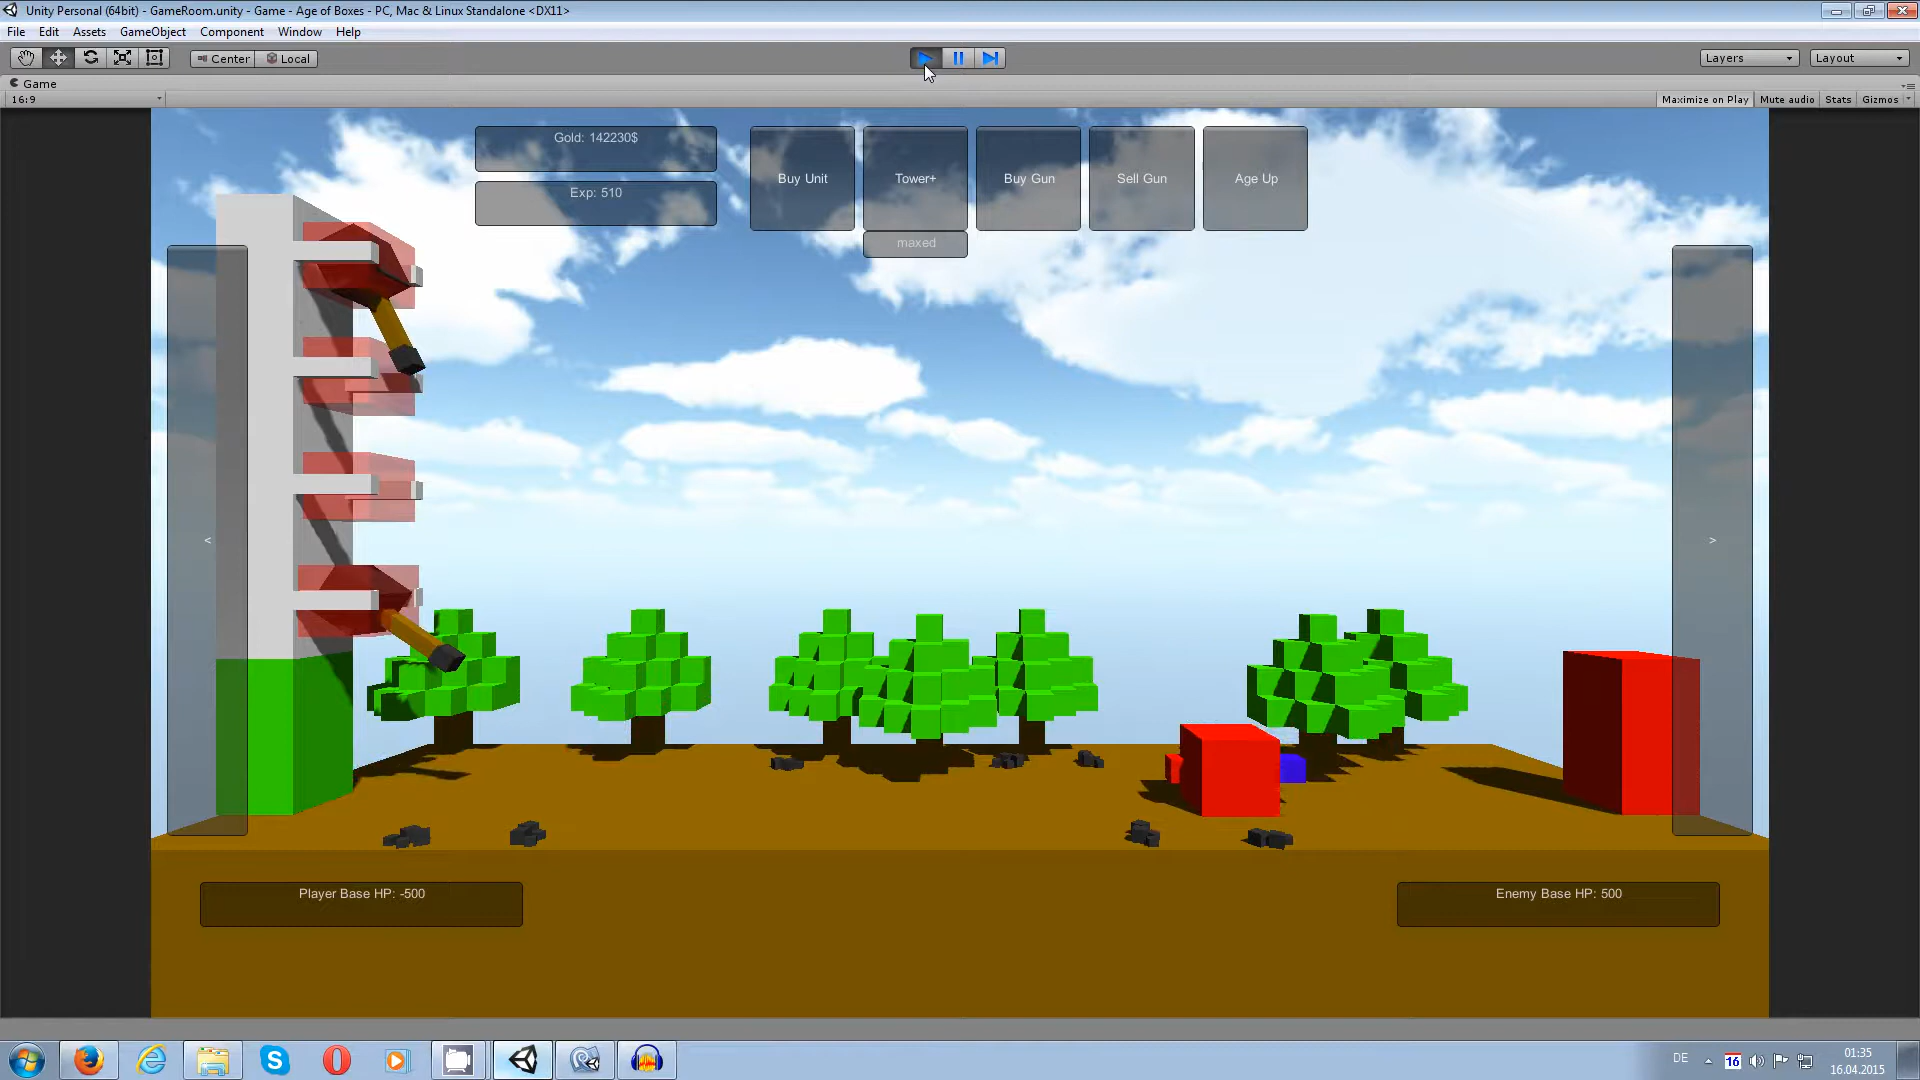 Unity Personal (64bit) - GameRoom.unity - Game - Age of Boxes - PC, Mac & Linux Standalone <DX11>
File Edit Assets GameObject Component Window Help
Center Local Layers Layout
Game
16:9 Maximize on Play Mute audio Stats Gizmos
Gold: 142230$
Exp: 510
Buy Unit Tower+ Buy Gun Sell Gun Age Up
maxed
< >
Player Base HP: -500 Enemy Base HP: 500
DE 16 01:35
16.04.2015